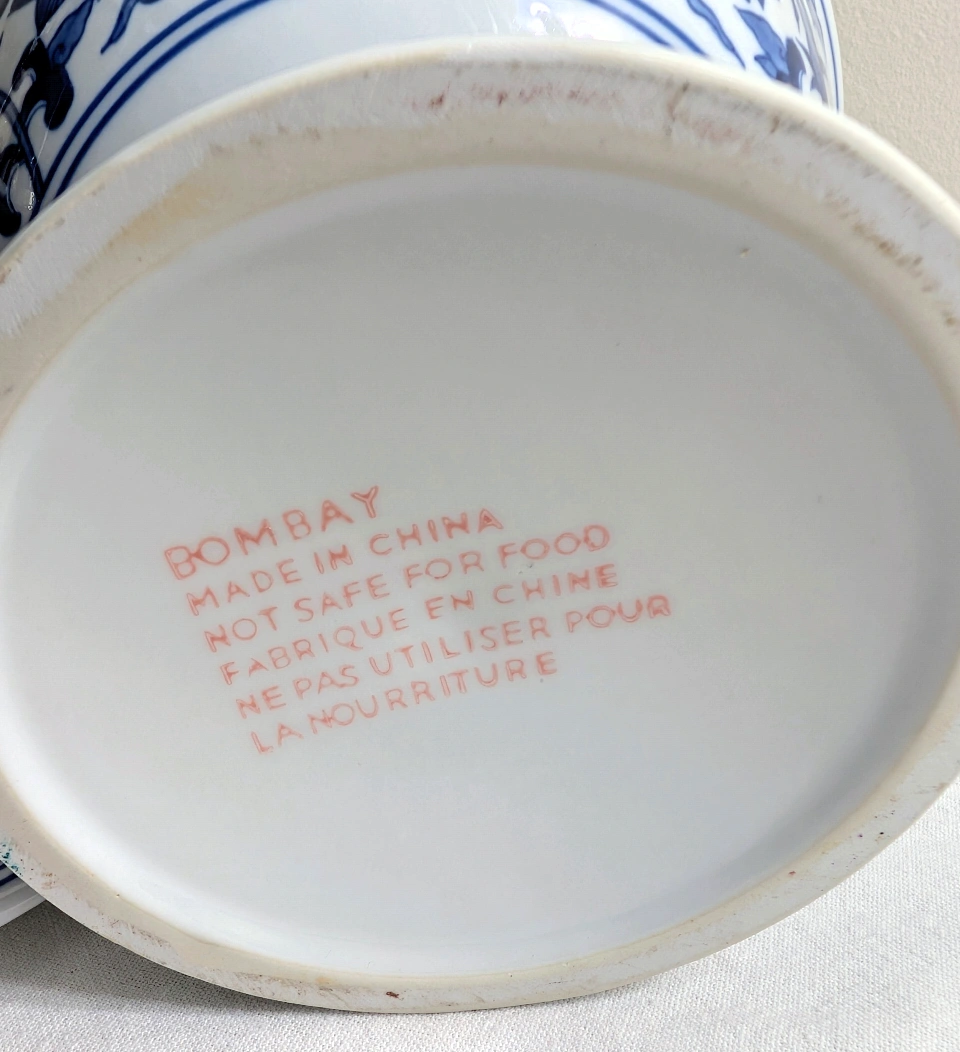 BOMBAY
MADE IN CHINA
NOT SAFE FOR FOOD
FABRIQUE EN CHINE
NE PAS UTILISER POUR
LA NOURRITURE